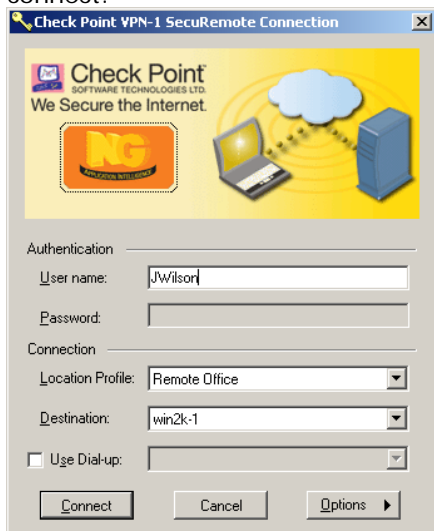 connect?
Check Point VPN-1 SecuRemote Connection
Check Point
SOFTWARE TECHNOLOGIES LTD.
We Secure the Internet.
NG
APPLICATION INTELLIGENCE
Authentication
User name: JWilson
Password:
Connection
Location Profile: Remote Office
Destination: win2k-1
Use Dial-up:
Connect Cancel Options